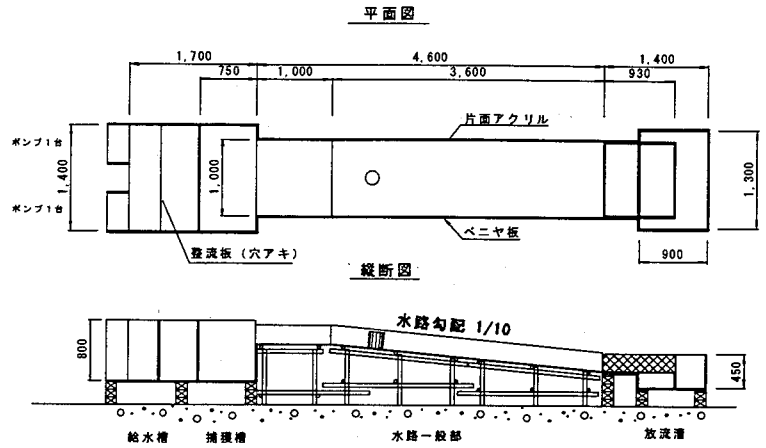 平面図
1,700
4,600
1,400
750
1,000
3,600
930
片面アクリル
ポンプ1台
1,400
1,000
1,300
ポンプ1台
ベニヤ板
整流板（穴アキ）
900
縦断図
水路勾配 1/10
800
450
給水槽
捕獲槽
水路一般部
放流漕